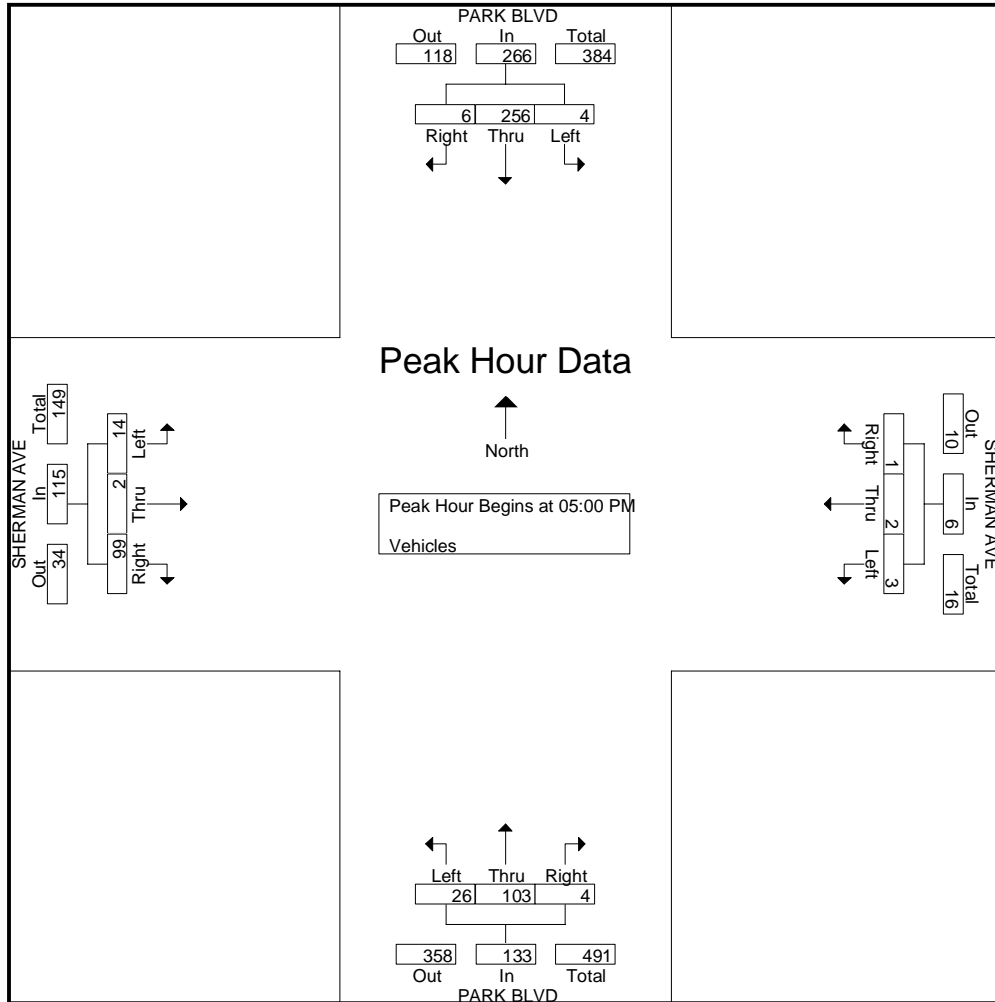 PARK BLVD
Out In Total
118 266 384
6 256 4
Right Thru Left
Peak Hour Data
North
Peak Hour Begins at 05:00 PM
Vehicles
SHERMAN AVE
Total In Out
149 115 34
14 2 99
Left Thru Right
SHERMAN AVE
Out In Total
10 6 16
1 2 3
Right Thru Left
Left Thru Right
26 103 4
358 133 491
Out In Total
PARK BLVD